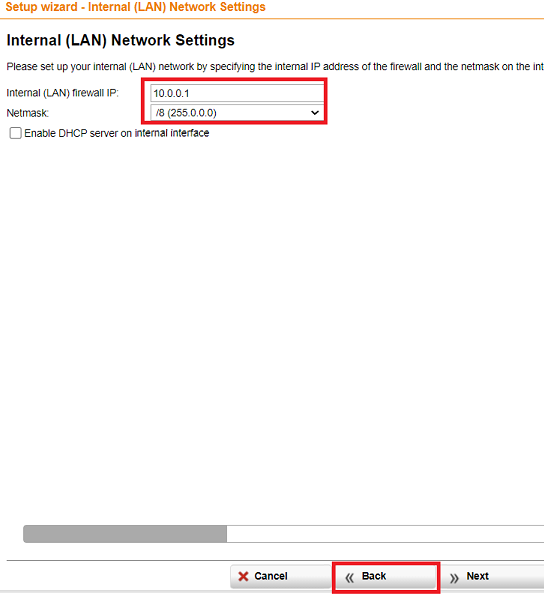 Setup wizard - Internal (LAN) Network Settings
Internal (LAN) Network Settings
Please set up your internal (LAN) network by specifying the internal IP address of the firewall and the netmask on the int
Internal (LAN) firewall IP: 10.0.0.1
Netmask: /8 (255.0.0.0)
Enable DHCP server on internal interface
Cancel Back Next